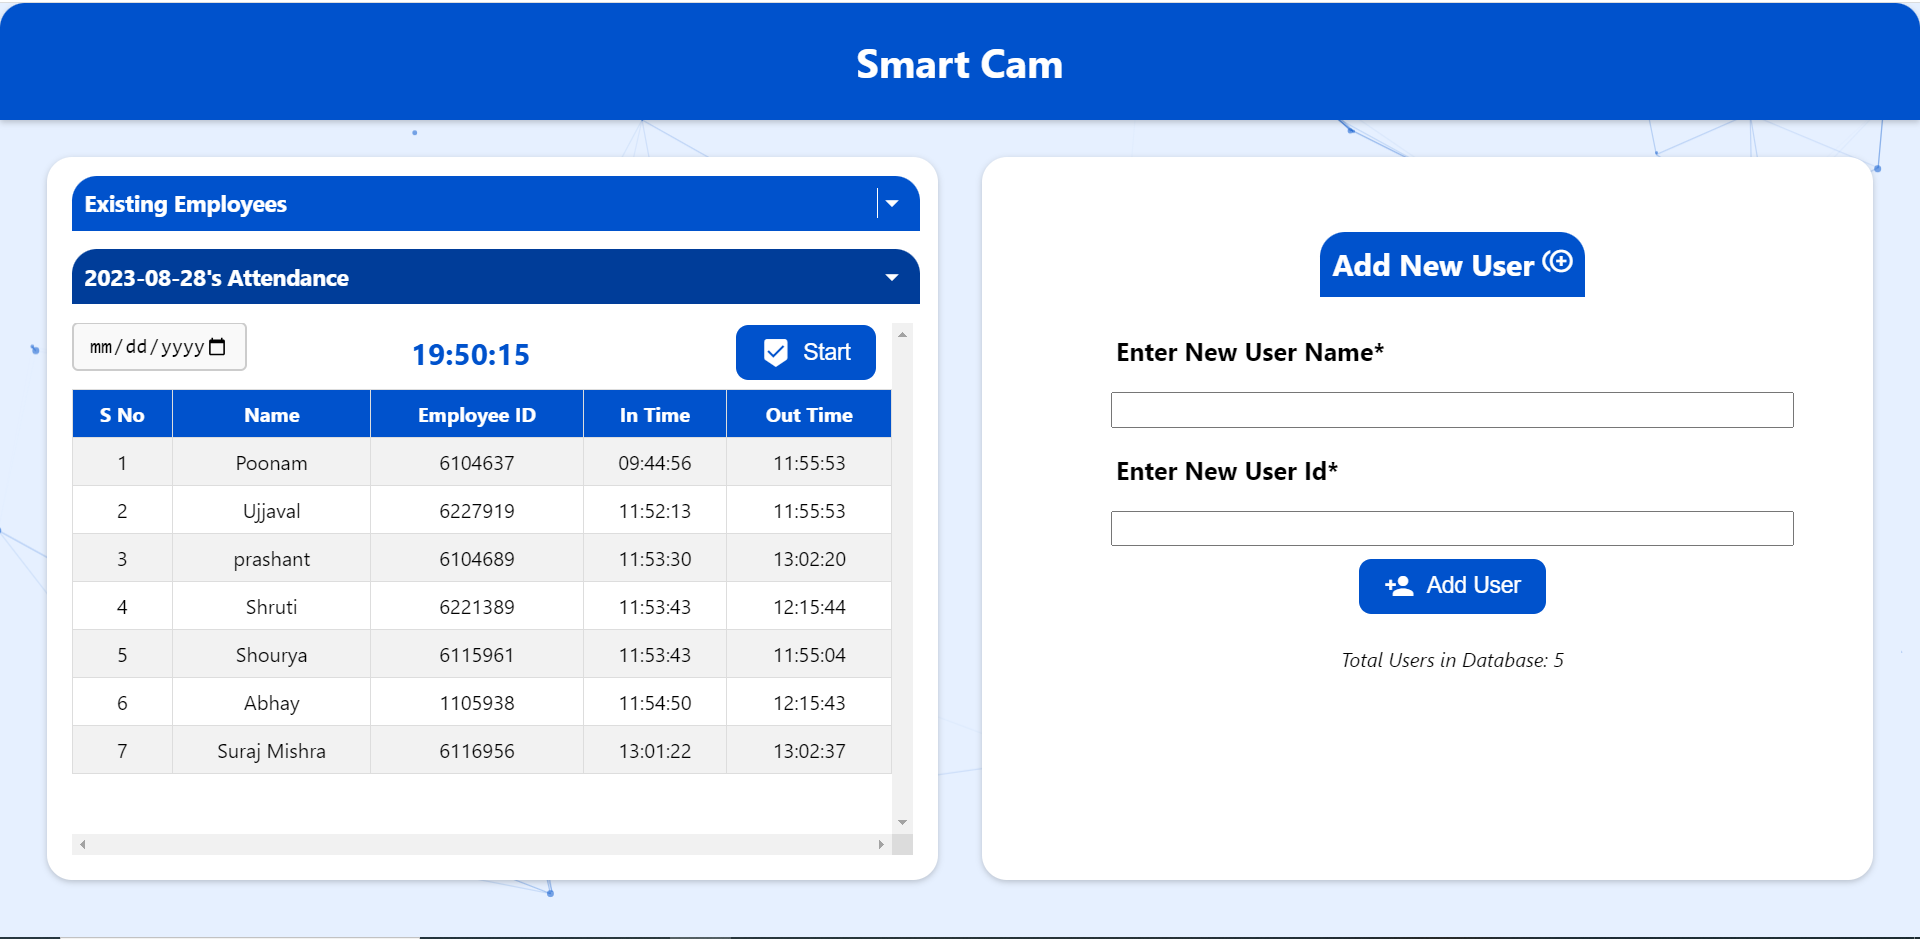 Smart Cam
Existing Employees
2023-08-28's Attendance
mm/dd/yyyy 19:50:15 Start
S No Name Employee ID In Time Out Time
1 Poonam 6104637 09:44:56 11:55:53
2 Ujjaval 6227919 11:52:13 11:55:53
3 prashant 6104689 11:53:30 13:02:20
4 Shruti 6221389 11:53:43 12:15:44
5 Shourya 6115961 11:53:43 11:55:04
6 Abhay 1105938 11:54:50 12:15:43
7 Suraj Mishra 6116956 13:01:22 13:02:37
Add New User
Enter New User Name*
Enter New User Id*
Add User
Total Users in Database: 5